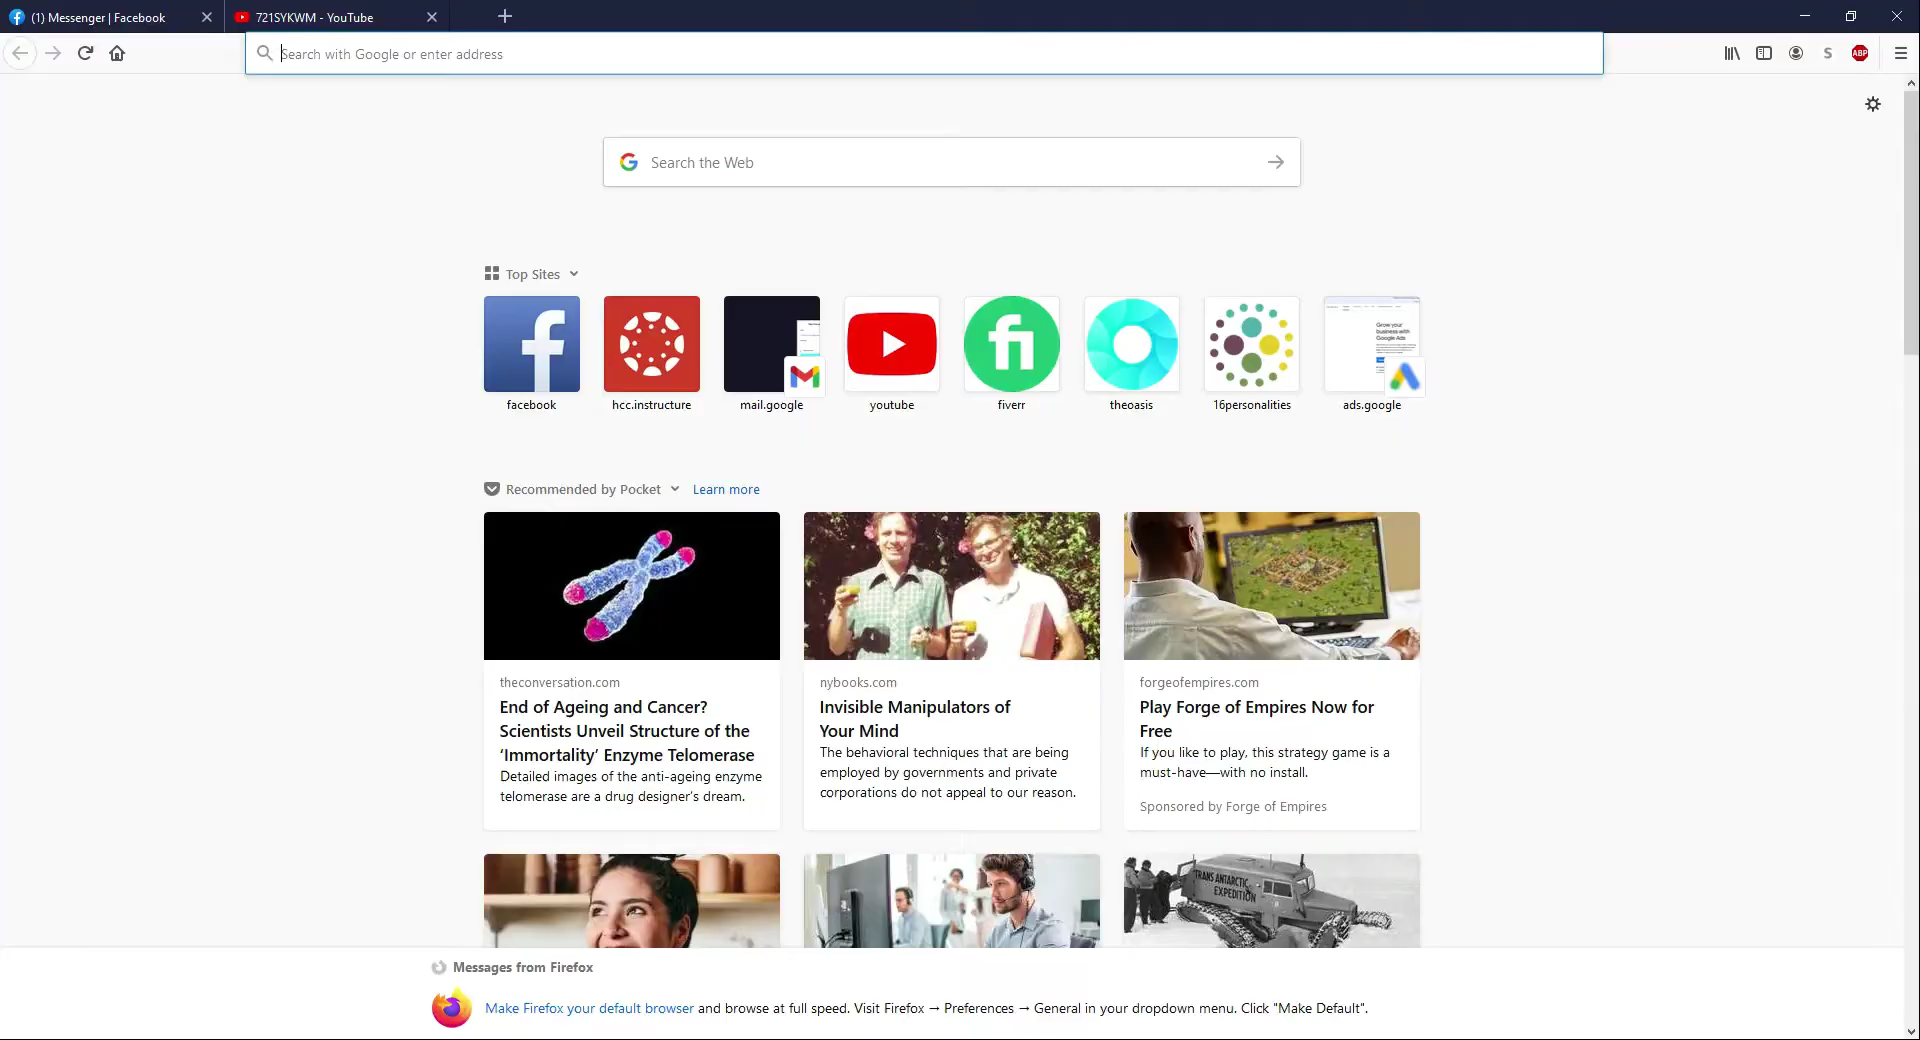 (1) Messenger | Facebook
721SYKWM - YouTube
Search with Google or enter address
S
ABP
Search the Web
Top Sites
facebook
hcc.instructure
mail.google
youtube
fiverr
theoasis
16personalities
Grow your
business with
Google Ads
ads.google
Recommended by Pocket
Learn more
theconversation.com
End of Ageing and Cancer?
Scientists Unveil Structure of the
‘Immortality’ Enzyme Telomerase
Detailed images of the anti-ageing enzyme
telomerase are a drug designer's dream.
nybooks.com
Invisible Manipulators of
Your Mind
The behavioral techniques that are being
employed by governments and private
corporations do not appeal to our reason.
forgeofempires.com
Play Forge of Empires Now for
Free
If you like to play, this strategy game is a
must-have—with no install.
Sponsored by Forge of Empires
TRANS ANTARCTIC
EXPEDITION
Messages from Firefox
Make Firefox your default browser and browse at full speed. Visit Firefox → Preferences → General in your dropdown menu. Click "Make Default".